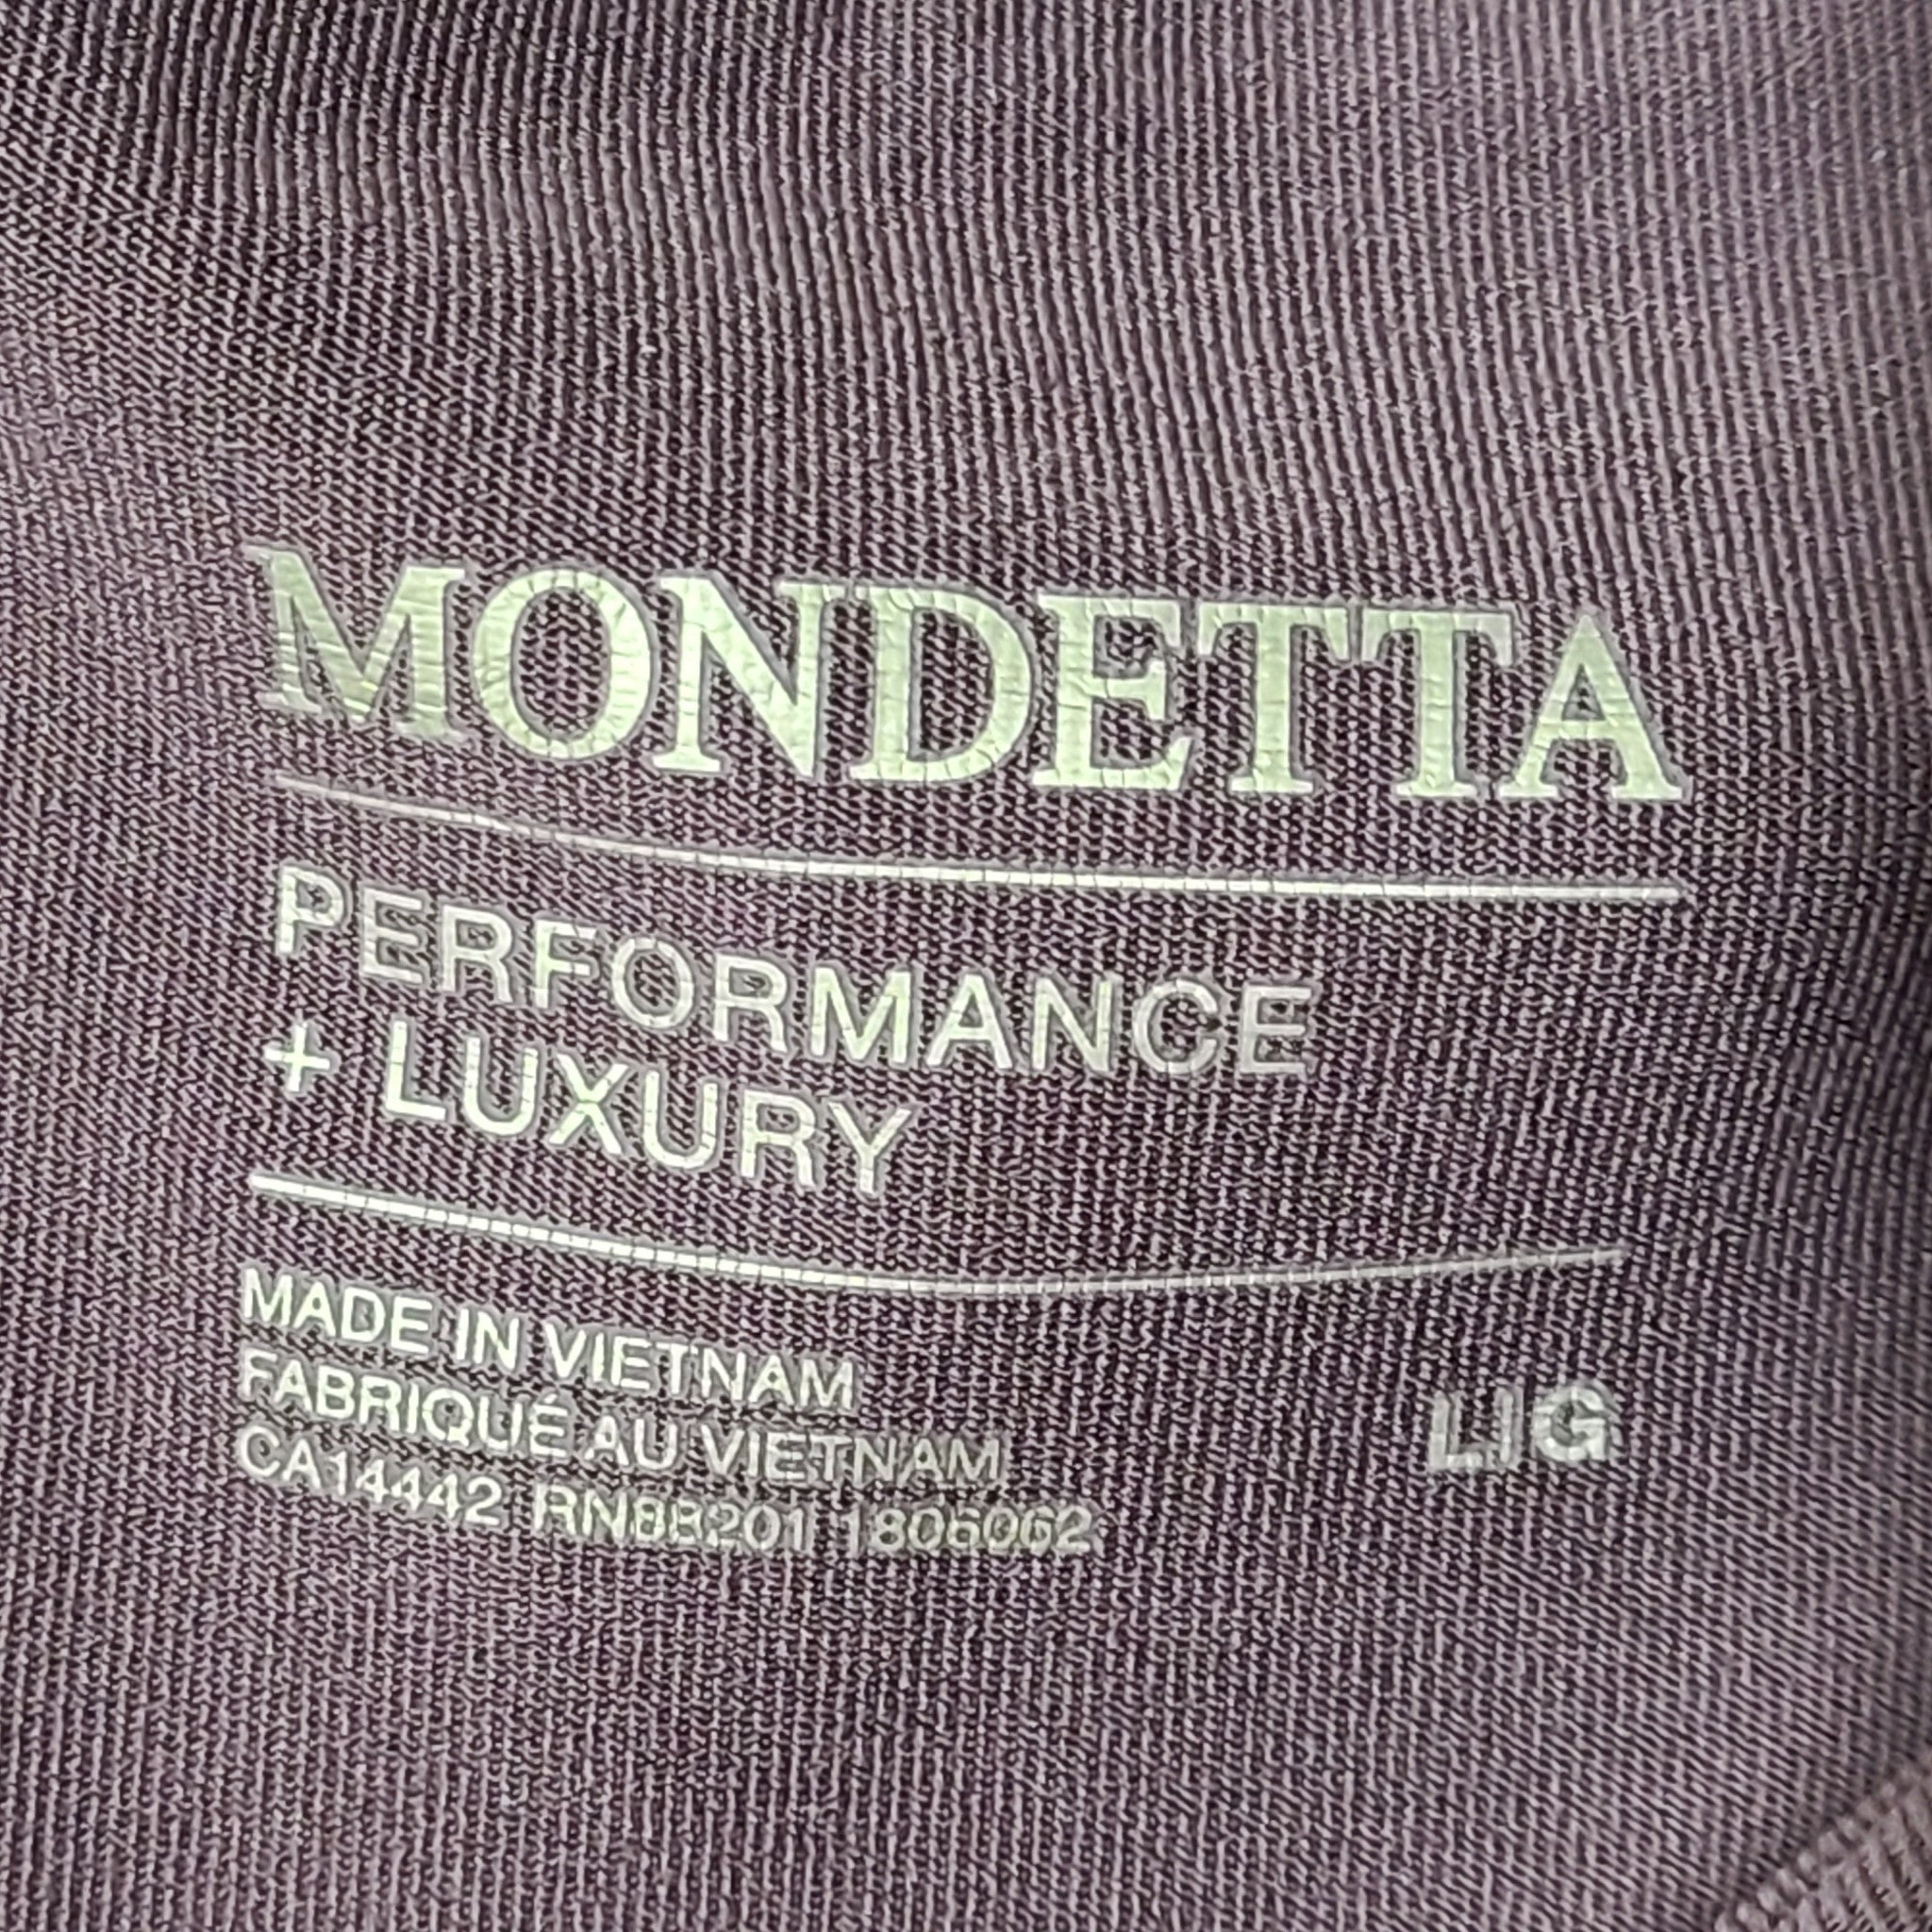 MONDETTA
PERFORMANCE
+ LUXURY
MADE IN VIETNAM
FABRIQUÉ AU VIETNAM
L/G
CA14442 RN88201 1806062